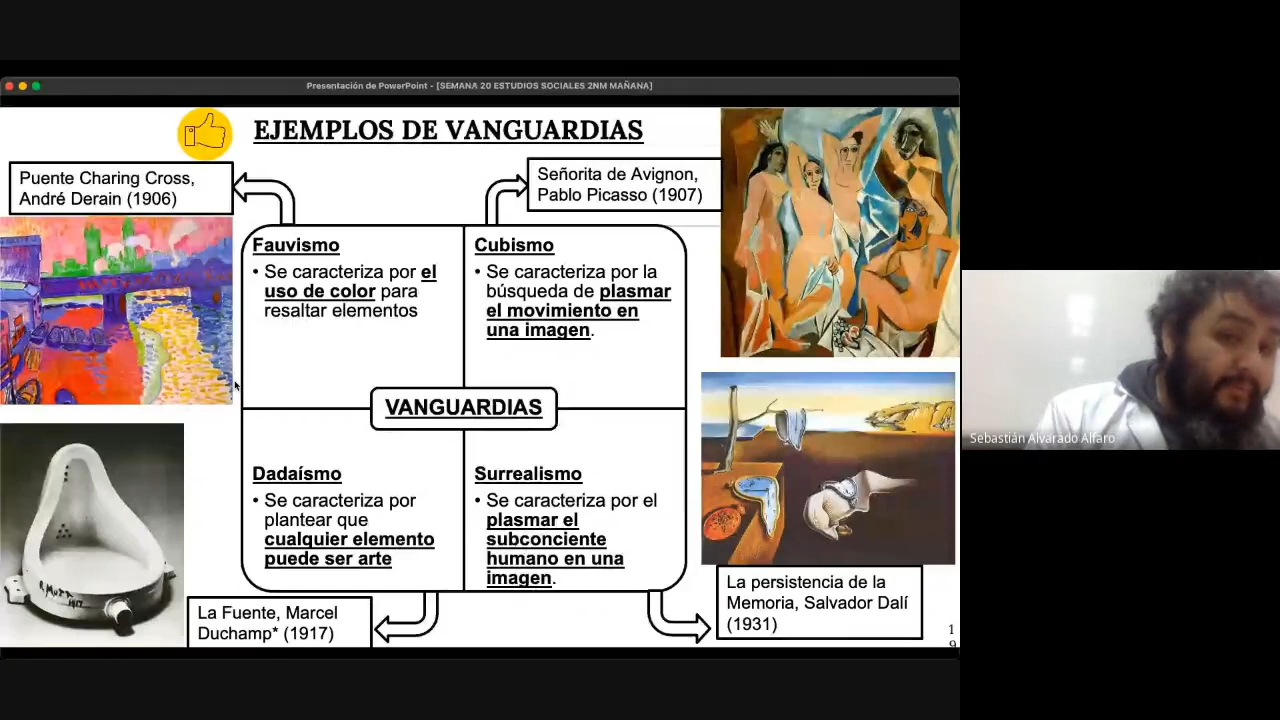 Presentación de PowerPoint - [SEMANA 20 ESTUDIOS SOCIALES 2NM MAÑANA]
EJEMPLOS DE VANGUARDIAS
Puente Charing Cross,
André Derain (1906)
Señorita de Avignon,
Pablo Picasso (1907)
Fauvismo
• Se caracteriza por el
uso de color para
resaltar elementos
Cubismo
• Se caracteriza por la
búsqueda de plasmar
el movimiento en
una imagen.
VANGUARDIAS
Dadaísmo
• Se caracteriza por
plantear que
cualquier elemento
puede ser arte
Surrealismo
• Se caracteriza por el
plasmar el
subconciente
humano en una
imagen.
La Fuente, Marcel
Duchamp* (1917)
La persistencia de la
Memoria, Salvador Dalí
(1931)
R. MUTT
1917
1
9
Sebastián Alvarado Alfaro